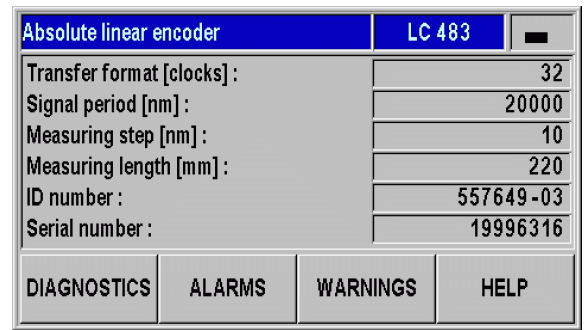 Absolute linear encoder LC 483
Transfer format [clocks] : 32
Signal period [nm] : 20000
Measuring step [nm] : 10
Measuring length [mm] : 220
ID number : 557649-03
Serial number : 19996316
DIAGNOSTICS ALARMS WARNINGS HELP